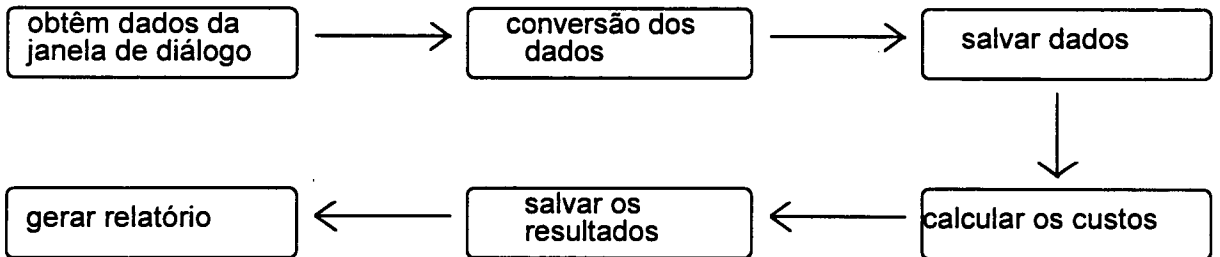 obtêm dados da
janela de diálogo
conversão dos
dados
salvar dados
calcular os custos
salvar os
resultados
gerar relatório